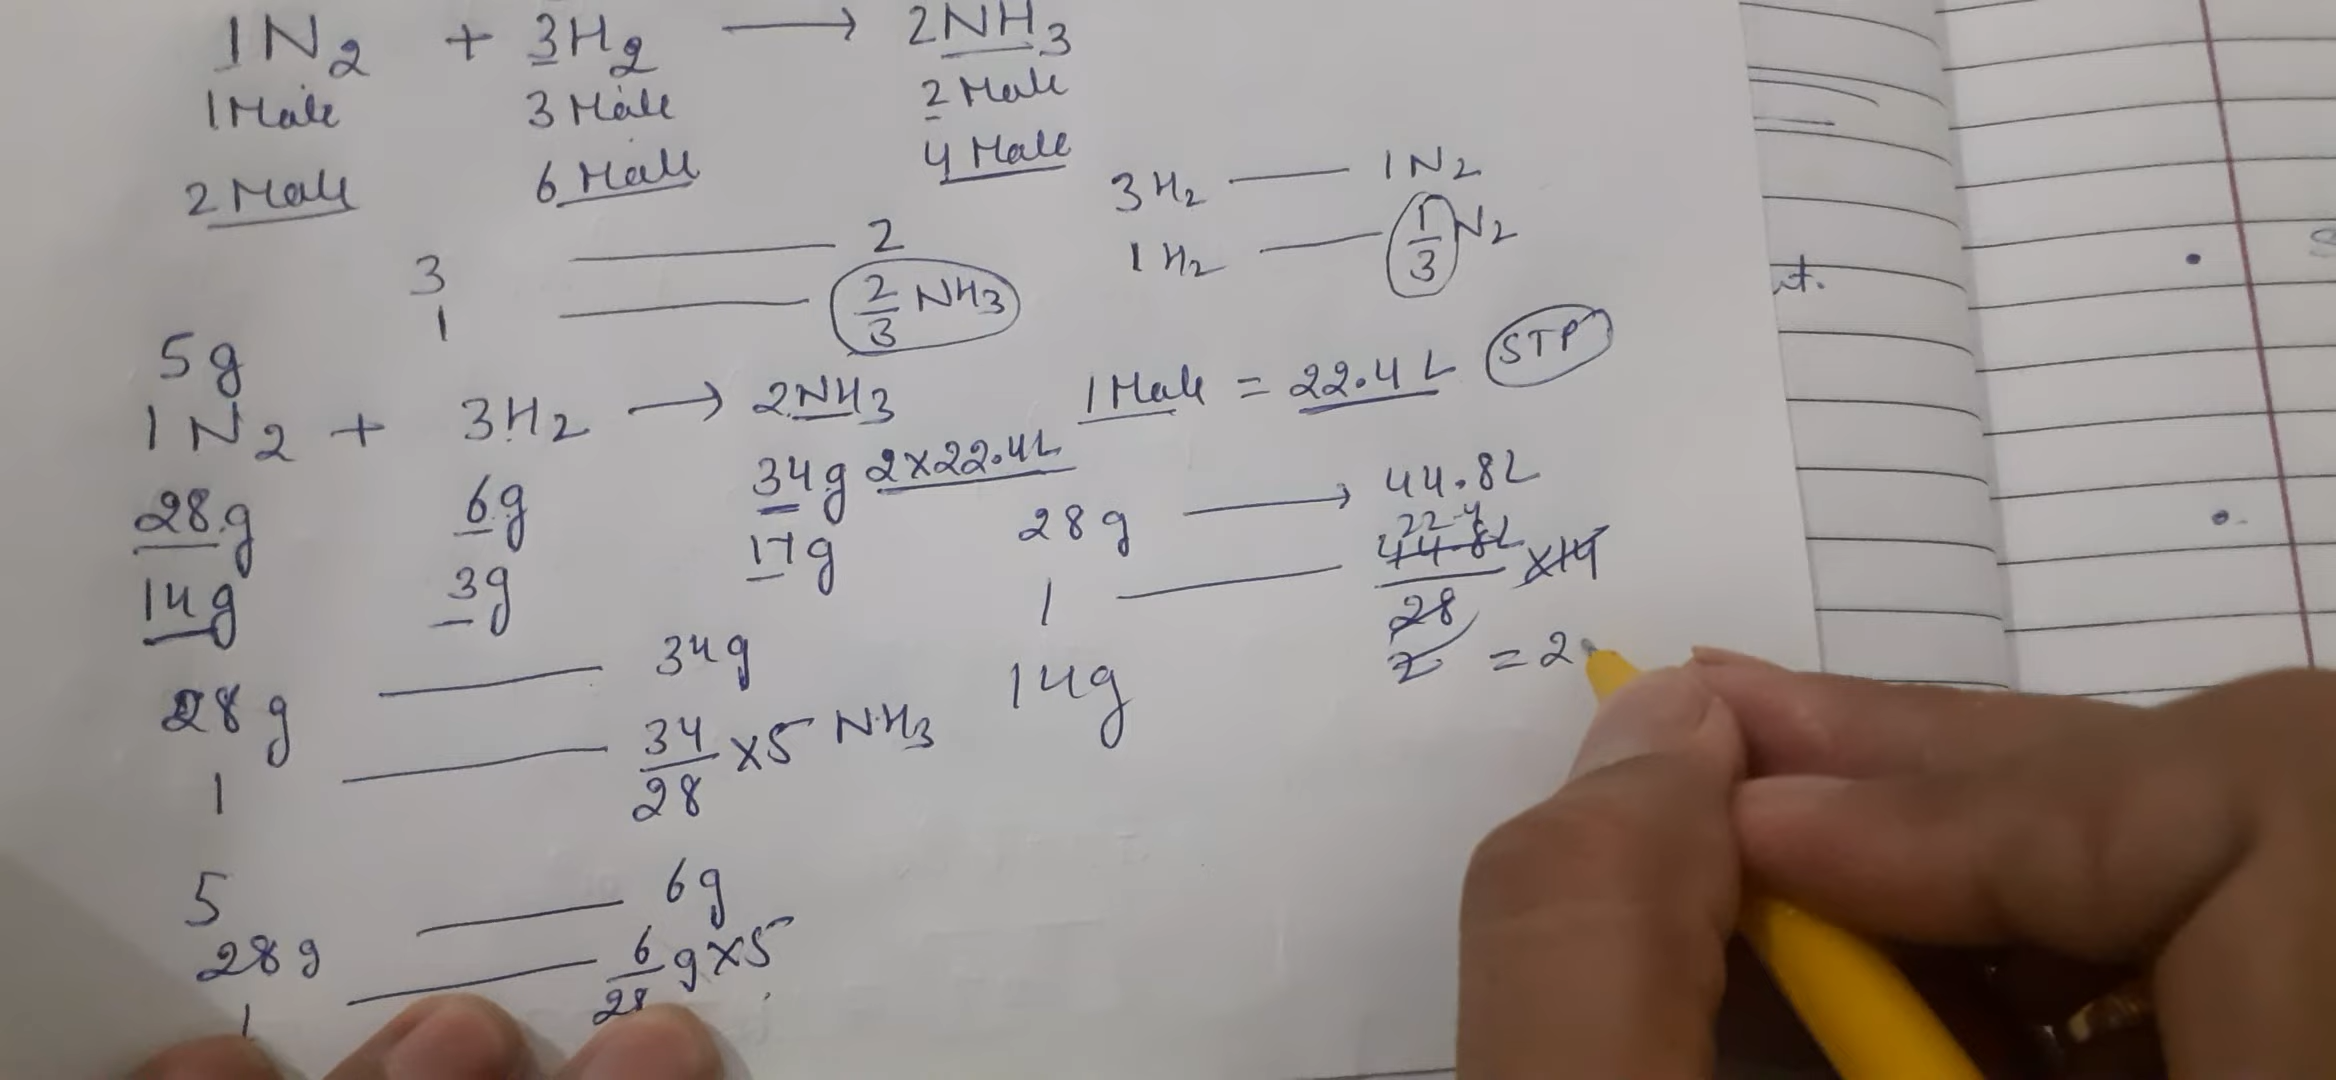 1N2 + 3H2 → 2NH3
1 Mole 3 Mole 2 Mole
2 Mole 6 Mole 4 Mole
3H2 — 1N2
3 — 2
1H2 — 1/3 N2
1 — 2/3 NH3
5g
1N2 + 3H2 → 2NH3
1 Mole = 22.4 L STP
28g 6g 34g 2×22.4L
14g 3g 17g
28g → 44.8L
1 — 44.8L/28 ×14
22.4
2 = 2
14g
28g — 34g
1 — 34/28 ×5 NH3
5
28g — 6g
1 — 6/28 g×5
t.